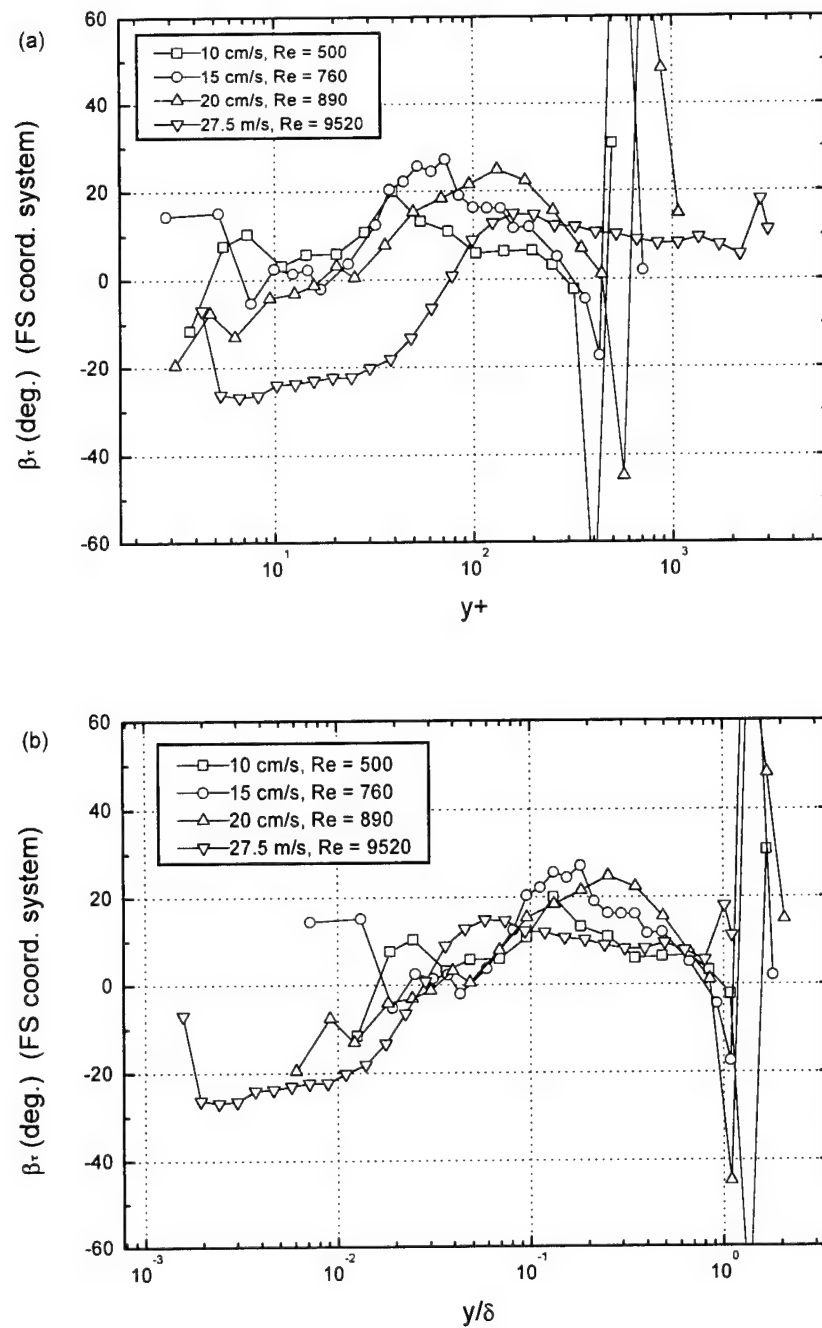 (a)
10 cm/s, Re = 500
15 cm/s, Re = 760
20 cm/s, Re = 890
27.5 m/s, Re = 9520
60
40
20
0
-20
-40
-60
βτ (deg.) (FS coord. system)
10¹
10²
10³
y+
(b)
10 cm/s, Re = 500
15 cm/s, Re = 760
20 cm/s, Re = 890
27.5 m/s, Re = 9520
60
40
20
0
-20
-40
-60
βτ (deg.) (FS coord. system)
10⁻³
10⁻²
10⁻¹
10⁰
y/δ